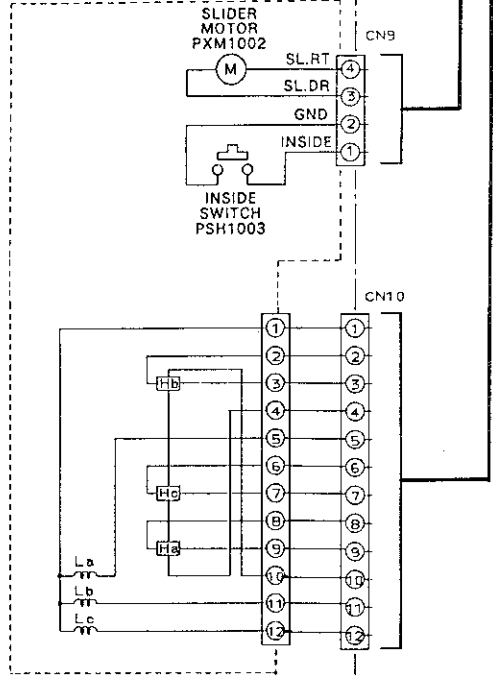 SLIDER
MOTOR
PXM1002
CN9
M
SL.RT
4
SL.DR
3
GND
2
INSIDE
1
INSIDE
SWITCH
PSH1003
CN10
1 1
2 2
Hb 3 3
4 4
5 5
6 6
Hc 7 7
8 8
Ha 9 9
La 10 10
Lb 11 11
Lc 12 12